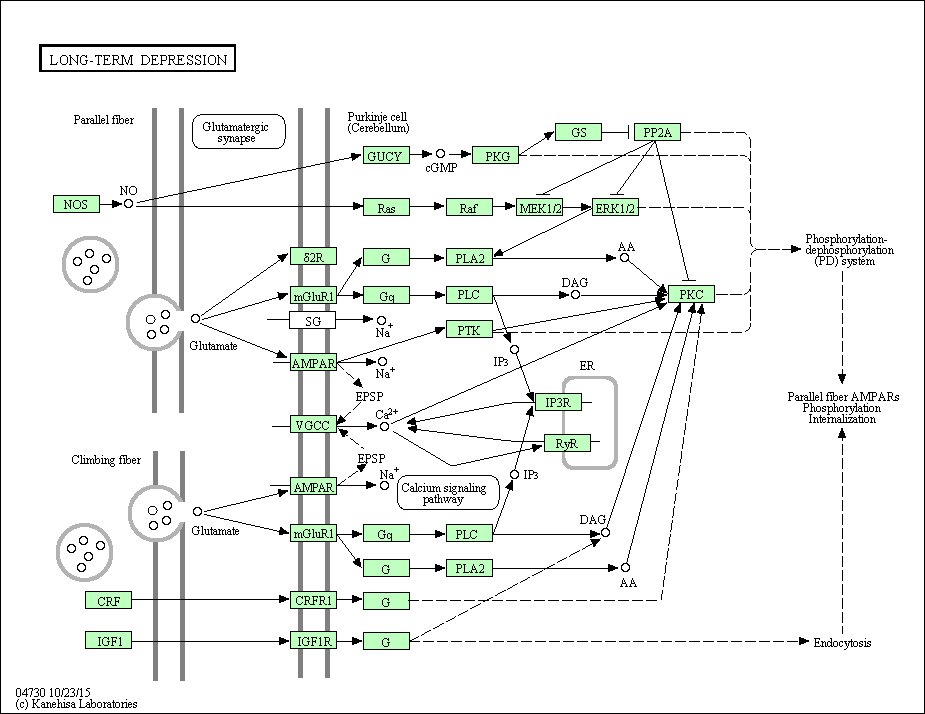 LONG-TERM DEPRESSION
Parallel fiber
Glutamatergic
synapse
Purkinje cell
(Cerebellum)
GS
PP2A
GUCY
cGMP
PKG
NO
NOS
Ras
Raf
MEK1/2
ERK1/2
δ2R
G
PLA2
AA
Phosphorylation-
dephosphorylation
(PD) system
mGluR1
Gq
PLC
DAG
PKC
SG
Na+
PTK
Glutamate
AMPAR
Na+
IP3
ER
EPSP
IP3R
Parallel fiber AMPARs
Phosphorylation
Internalization
VGCC
Ca2+
RyR
Climbing fiber
EPSP
Na+
IP3
AMPAR
Calcium signaling
pathway
Glutamate
mGluR1
Gq
PLC
DAG
G
PLA2
AA
CRF
CRFR1
G
IGF1
IGF1R
G
Endocytosis
04730 10/23/15
(c) Kanehisa Laboratories